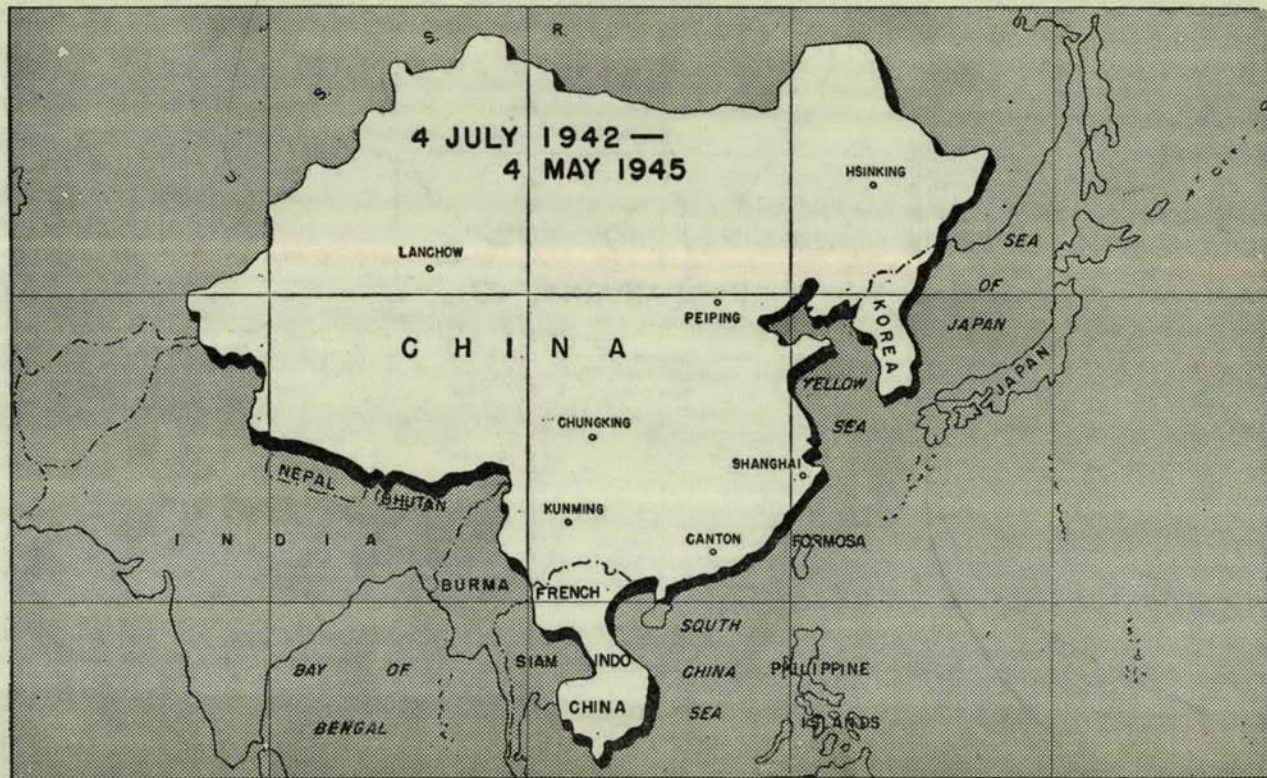 U. S. S. R.
4 JULY 1942 —
4 MAY 1945
HSINKING
LANCHOW
SEA
OF
JAPAN
PEIPING
KOREA
CHINA
JAPAN
YELLOW
SEA
CHUNGKING
SHANGHAI
NEPAL
BHUTAN
KUNMING
INDIA
CANTON
FORMOSA
BURMA
FRENCH
INDO
CHINA
SIAM
SOUTH
CHINA
SEA
BAY OF
BENGAL
PHILIPPINE
ISLANDS